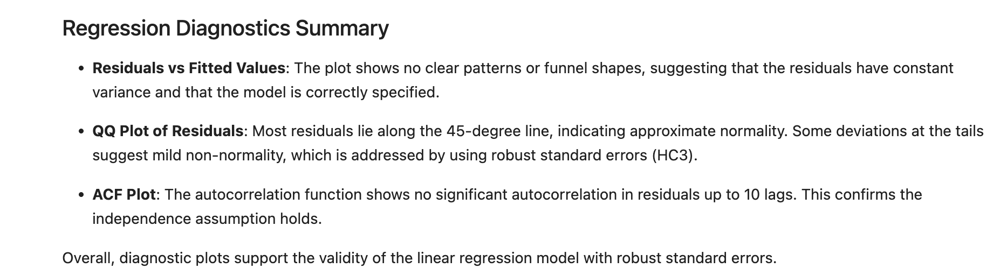 Regression Diagnostics Summary
• Residuals vs Fitted Values: The plot shows no clear patterns or funnel shapes, suggesting that the residuals have constant
variance and that the model is correctly specified.
• QQ Plot of Residuals: Most residuals lie along the 45-degree line, indicating approximate normality. Some deviations at the tails
suggest mild non-normality, which is addressed by using robust standard errors (HC3).
• ACF Plot: The autocorrelation function shows no significant autocorrelation in residuals up to 10 lags. This confirms the
independence assumption holds.
Overall, diagnostic plots support the validity of the linear regression model with robust standard errors.